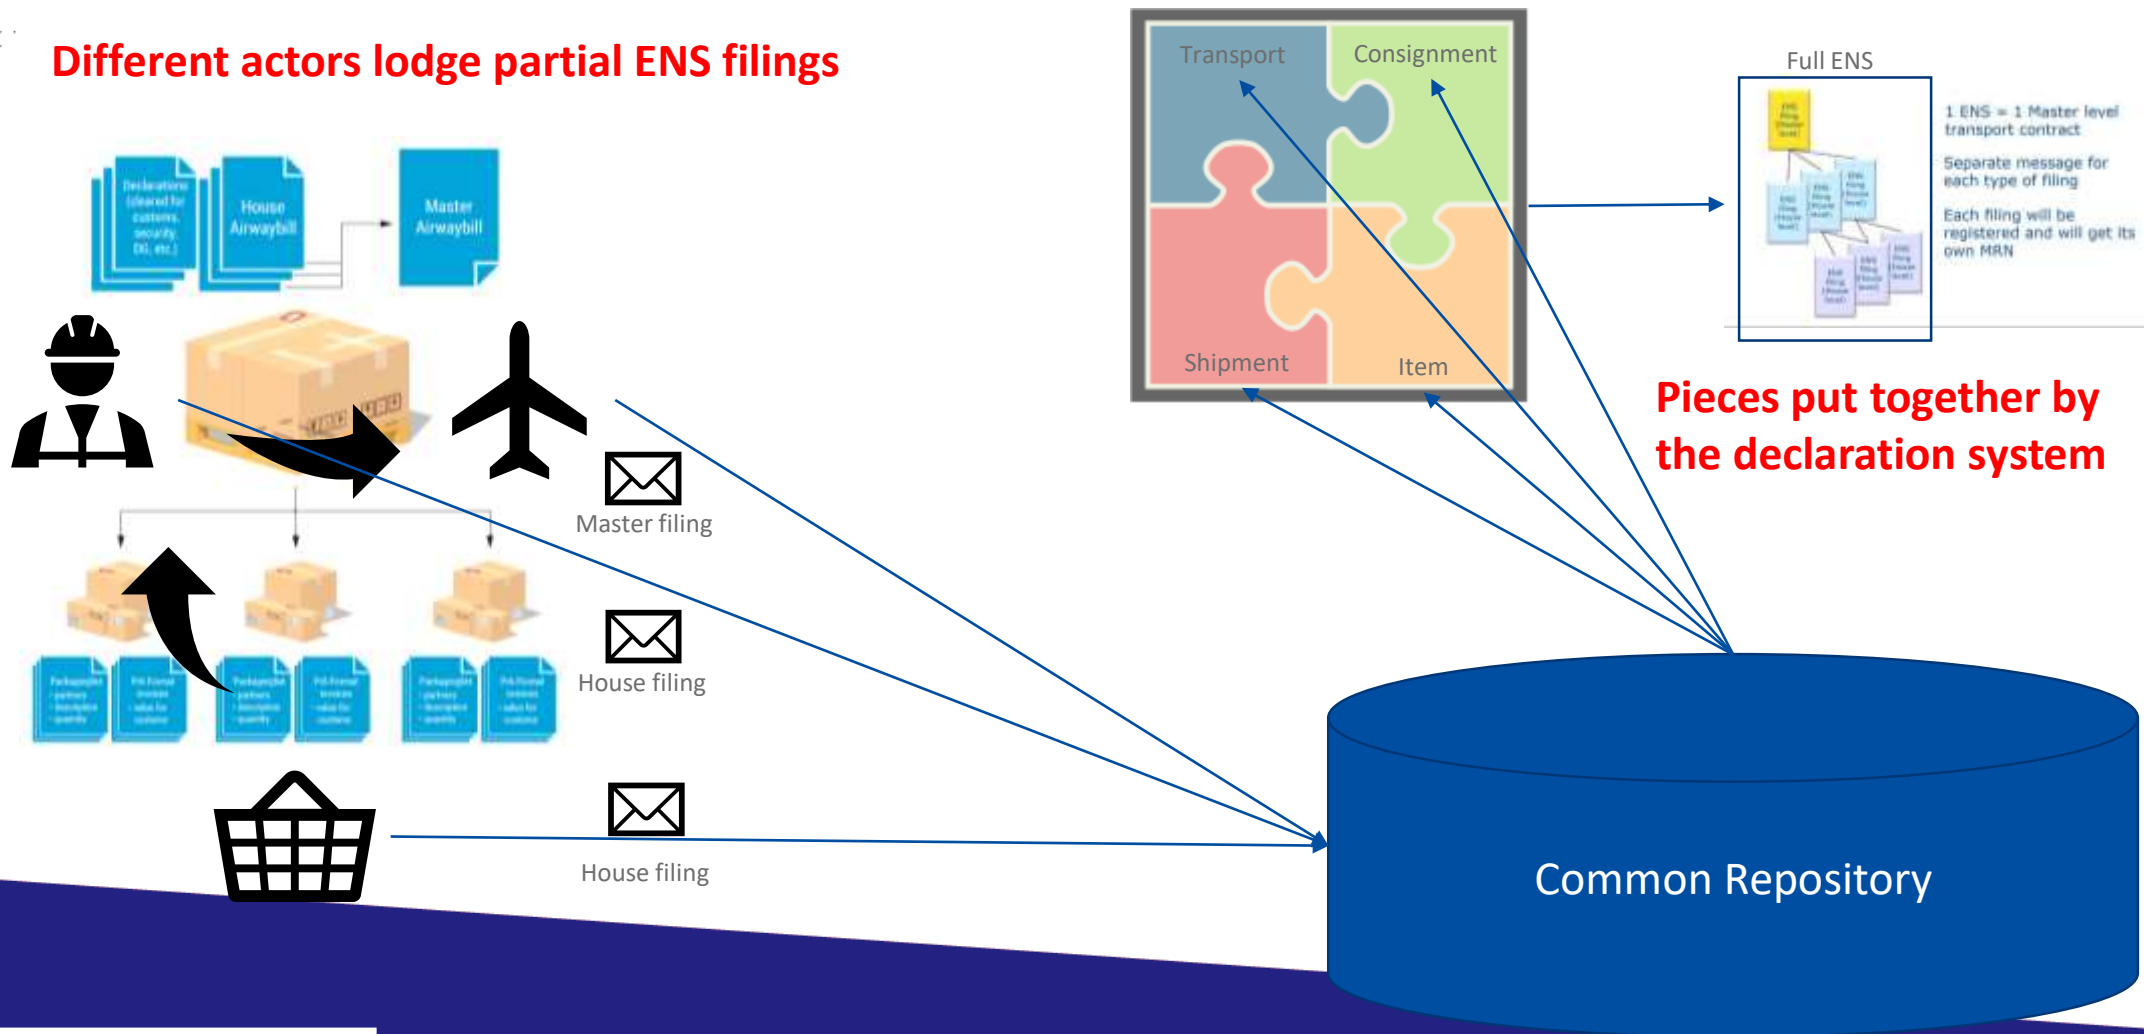 Different actors lodge partial ENS filings
Declarations
(cleared for
customs,
security,
DG, etc.)
House
Airwaybill
Master
Airwaybill
Master filing
House filing
House filing
Transport
Consignment
Shipment
Item
Full ENS
1 ENS = 1 Master level
transport contract
Separate message for
each type of filing
Each filing will be
registered and will get its
own MRN
Pieces put together by
the declaration system
Common Repository